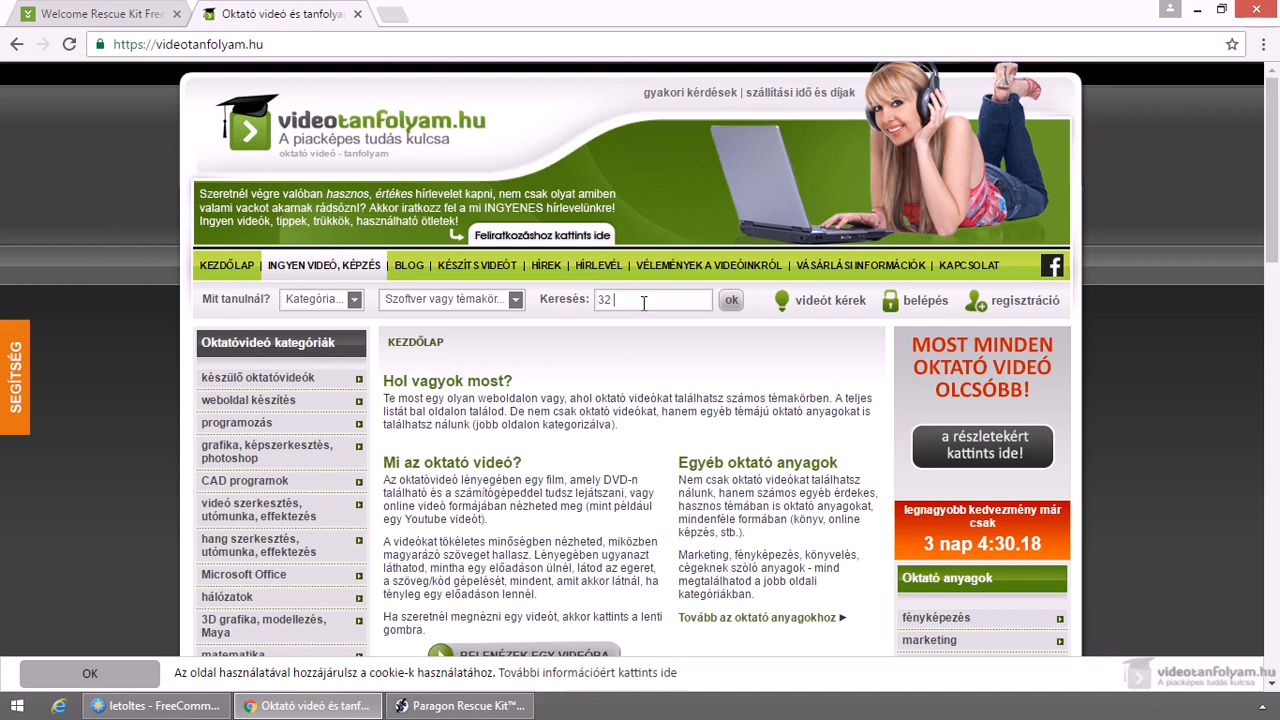 Welcome Rescue Kit Free
Oktató videó és tanfolya
https://videotanfolyam.hu
gyakori kérdések | szállítási idő és díjak
videotanfolyam.hu
A piacképes tudás kulcsa
oktató videó - tanfolyam
Szeretnél végre valóban hasznos, értékes hírlevelet kapni, nem csak olyat amiben
valami vackot akarnak rádsózni? Akkor iratkozz fel a mi INGYENES hírlevelünkre!
Ingyen videók, tippek, trükkök, használható ötletek!
Feliratkozáshoz kattints ide
KEZDŐLAP | INGYEN VIDEÓ, KÉPZÉS | BLOG | KÉSZÍTS VIDEÓT | HÍREK | HÍRLEVÉL | VÉLEMÉNYEK A VIDEÓINKRÓL | VÁSÁRLÁSI INFORMÁCIÓK | KAPCSOLAT
Mit tanulnál? Kategória... Szoftver vagy témakör... Keresés: 32 ok videót kérek belépés regisztráció
SEGÍTSÉG
Oktatóvideó kategóriák
készülő oktatóvideók
weboldal készítés
programozás
grafika, képszerkesztés,
photoshop
CAD programok
videó szerkesztés,
utómunka, effektezés
hang szerkesztés,
utómunka, effektezés
Microsoft Office
hálózatok
3D grafika, modellezés,
Maya
matematika
KEZDŐLAP
Hol vagyok most?
Te most egy olyan weboldalon vagy, ahol oktató videókat találhatsz számos témakörben. A teljes
listát bal oldalon találod. De nem csak oktató videókat, hanem egyéb témájú oktató anyagokat is
találhatsz nálunk (jobb oldalon kategorizálva).
Mi az oktató videó?
Az oktatóvideó lényegében egy film, amely DVD-n
található és a számítógépeddel tudsz lejátszani, vagy
online videó formájában nézheted meg (mint például
egy Youtube videót).
A videókat tökéletes minőségben nézheted, miközben
magyarázó szöveget hallasz. Lényegében ugyanazt
láthatod, mintha egy előadáson ülnél, látod az egeret,
a szöveg/kód gépelését, mindent, amit akkor látnál, ha
tényleg egy előadáson lennél.
Ha szeretnél megnézni egy videót, akkor kattints a lenti
gombra.
BELENÉZEK EGY VIDEÓBA
Egyéb oktató anyagok
Nem csak oktató videókat találhatsz
nálunk, hanem számos egyéb érdekes,
hasznos témában is oktató anyagokat,
mindenféle formában (könyv, online
képzés, stb.).
Marketing, fényképezés, könyvelés,
cégeknek szóló anyagok - mind
megtalálhatod a jobb oldali
kategóriákban.
Tovább az oktató anyagokhoz
MOST MINDEN
OKTATÓ VIDEÓ
OLCSÓBB!
a részletekért
kattints ide!
legnagyobb kedvezmény már
csak
3 nap 4:30.18
Oktató anyagok
fényképezés
marketing
OK
Az oldal használatával hozzájárulsz a cookie-k használatához. További információért kattints ide
videotanfolyam.hu
A piacképes tudás kulcsa
letoltes - FreeComm...
Oktató videó és tanf...
Paragon Rescue Kit™...